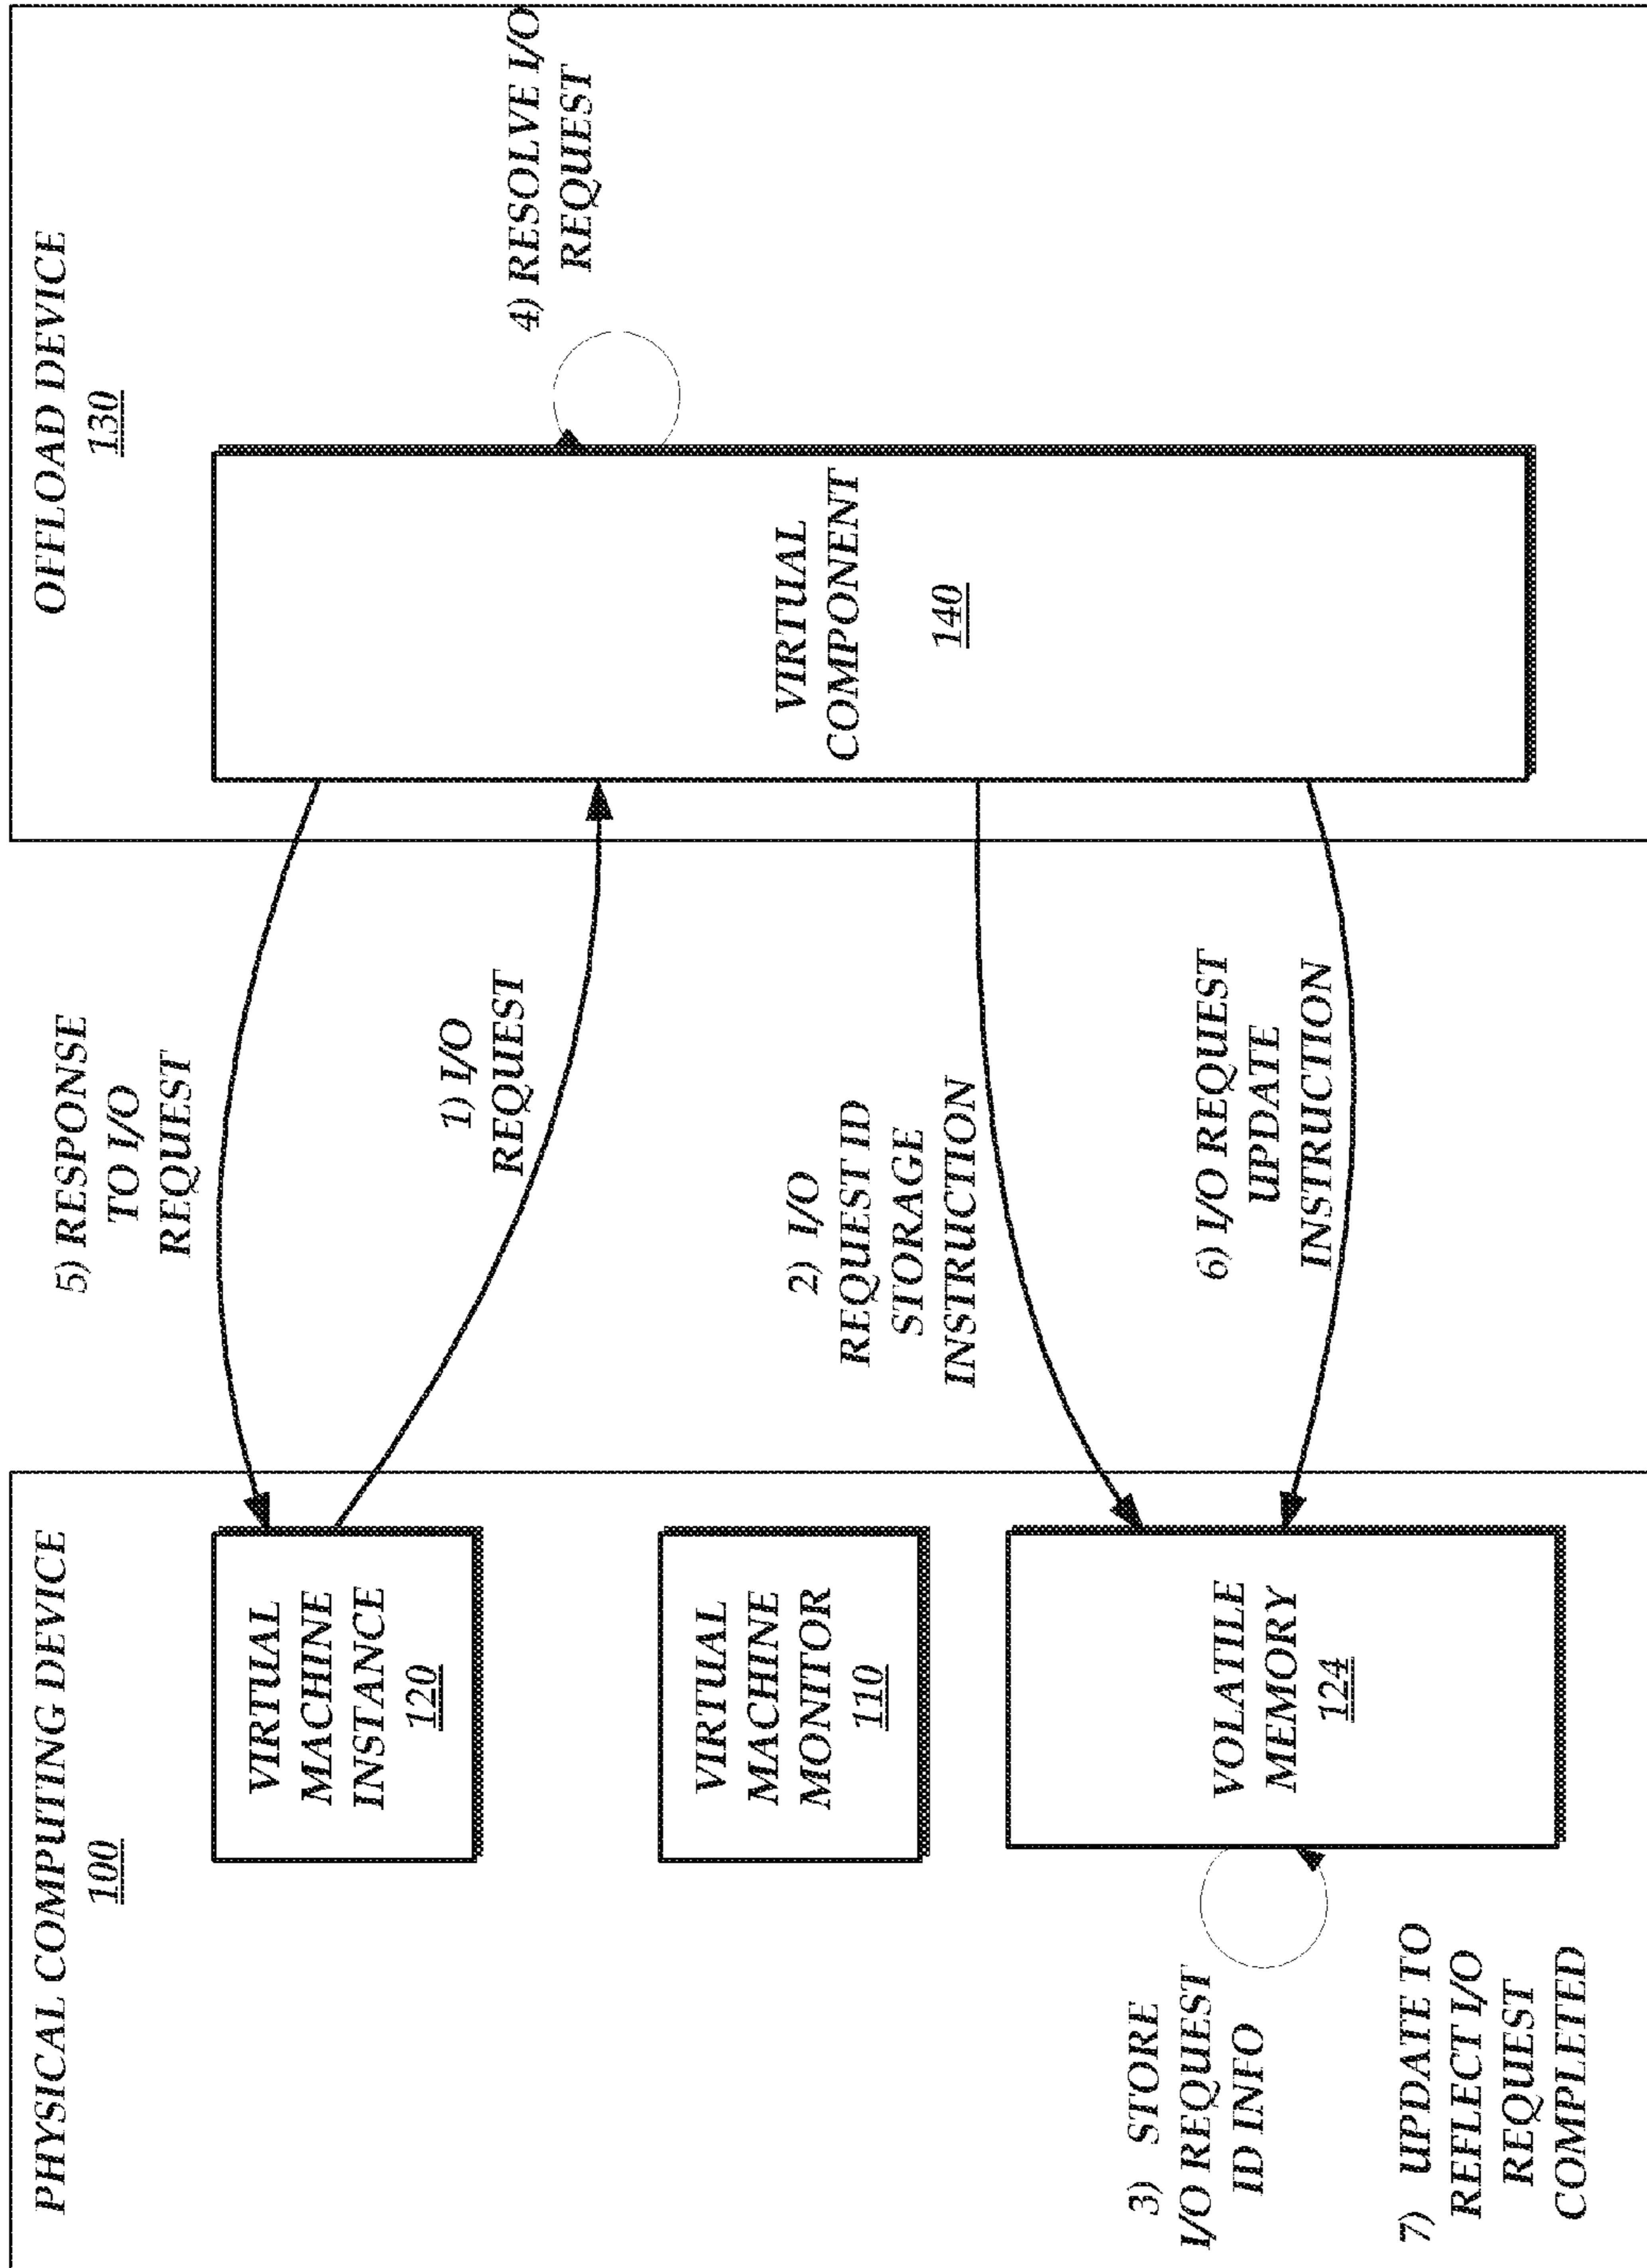 PHYSICAL COMPUTING DEVICE
100
VIRTUAL
MACHINE
INSTANCE
120
VIRTUAL
MACHINE
MONITOR
110
VOLATILE
MEMORY
124
3) STORE
I/O REQUEST
ID INFO
7) UPDATE TO
REFLECT I/O
REQUEST
COMPLETED
5) RESPONSE
TO I/O
REQUEST
1) I/O
REQUEST
2) I/O
REQUEST ID
STORAGE
INSTRUCTION
6) I/O REQUEST
UPDATE
INSTRUCTION
OFFLOAD DEVICE
130
VIRTUAL
COMPONENT
140
4) RESOLVE I/O
REQUEST